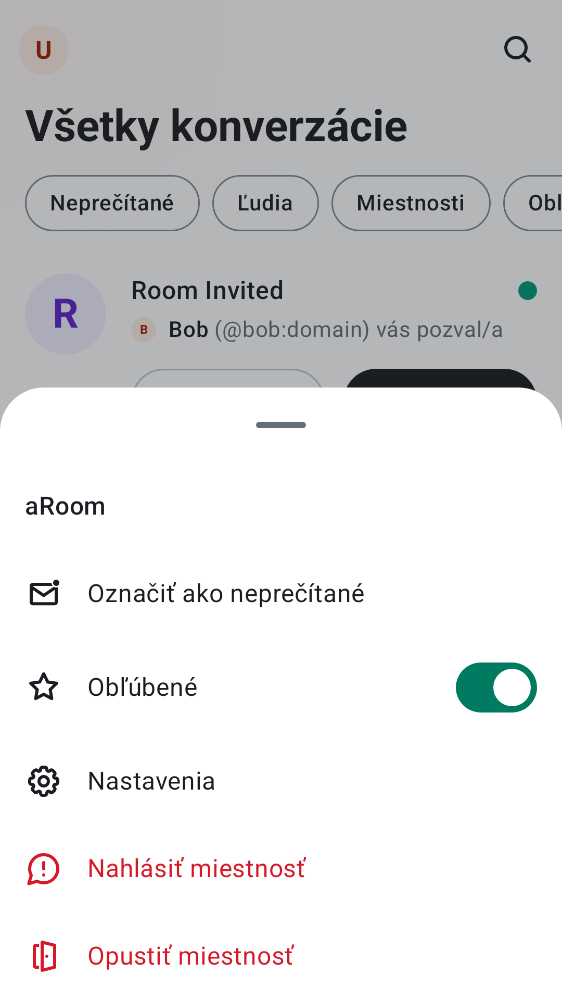 U
Všetky konverzácie
Neprečítané Ľudia Miestnosti Obl
R
Room Invited
B Bob (@bob:domain) vás pozval/a
aRoom
Označiť ako neprečítané
Obľúbené
Nastavenia
Nahlásiť miestnosť
Opustiť miestnosť